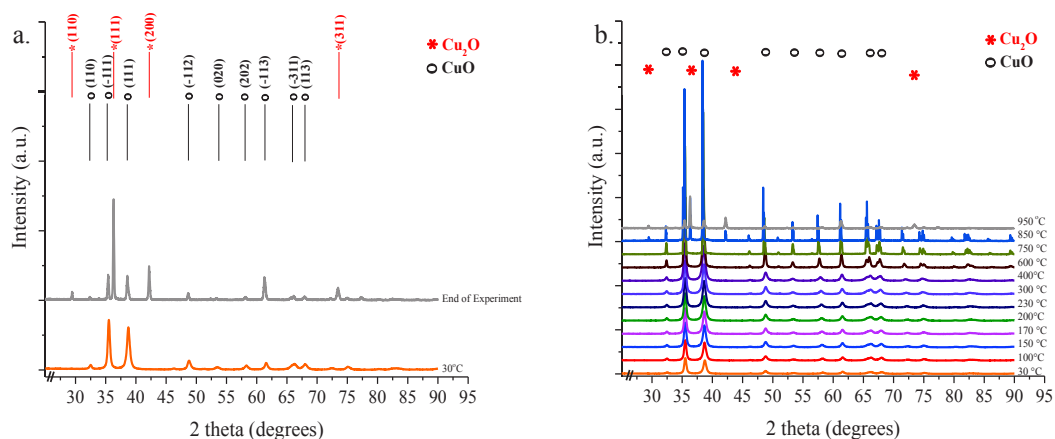 a.
*(110)
*(111)
*(200)
*(311)
* Cu₂O
o CuO
o (110)
o (-111)
o (111)
o (-112)
o (020)
o (202)
o (-113)
o (-311)
o (113)
Intensity (a.u.)
End of Experiment
30°C
30 35 40 45 50 55 60 65 70 75 80 85 90 95
2 theta (degrees)
b.
* Cu₂O
o CuO
Intensity (a.u.)
950 °C
850 °C
750 °C
600 °C
400°C
300 °C
230 °C
200°C
170 °C
150 °C
100°C
30 °C
30 35 40 45 50 55 60 65 70 75 80 85 90 95
2 theta (degrees)